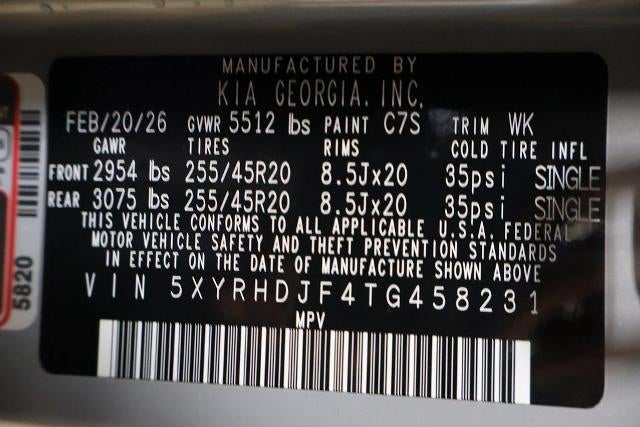 MANUFACTURED BY
KIA GEORGIA, INC.
FEB/20/26 GVWR 5512 lbs PAINT C7S TRIM WK
GAWR TIRES RIMS COLD TIRE INFL
FRONT 2954 lbs 255/45R20 8.5Jx20 35psi SINGLE
REAR 3075 lbs 255/45R20 8.5Jx20 35psi SINGLE
THIS VEHICLE CONFORMS TO ALL APPLICABLE U.S.A. FEDERAL
MOTOR VEHICLE SAFETY AND THEFT PREVENTION STANDARDS
IN EFFECT ON THE DATE OF MANUFACTURE SHOWN ABOVE
VIN 5XYRHDJF4TG458231
MPV
5820